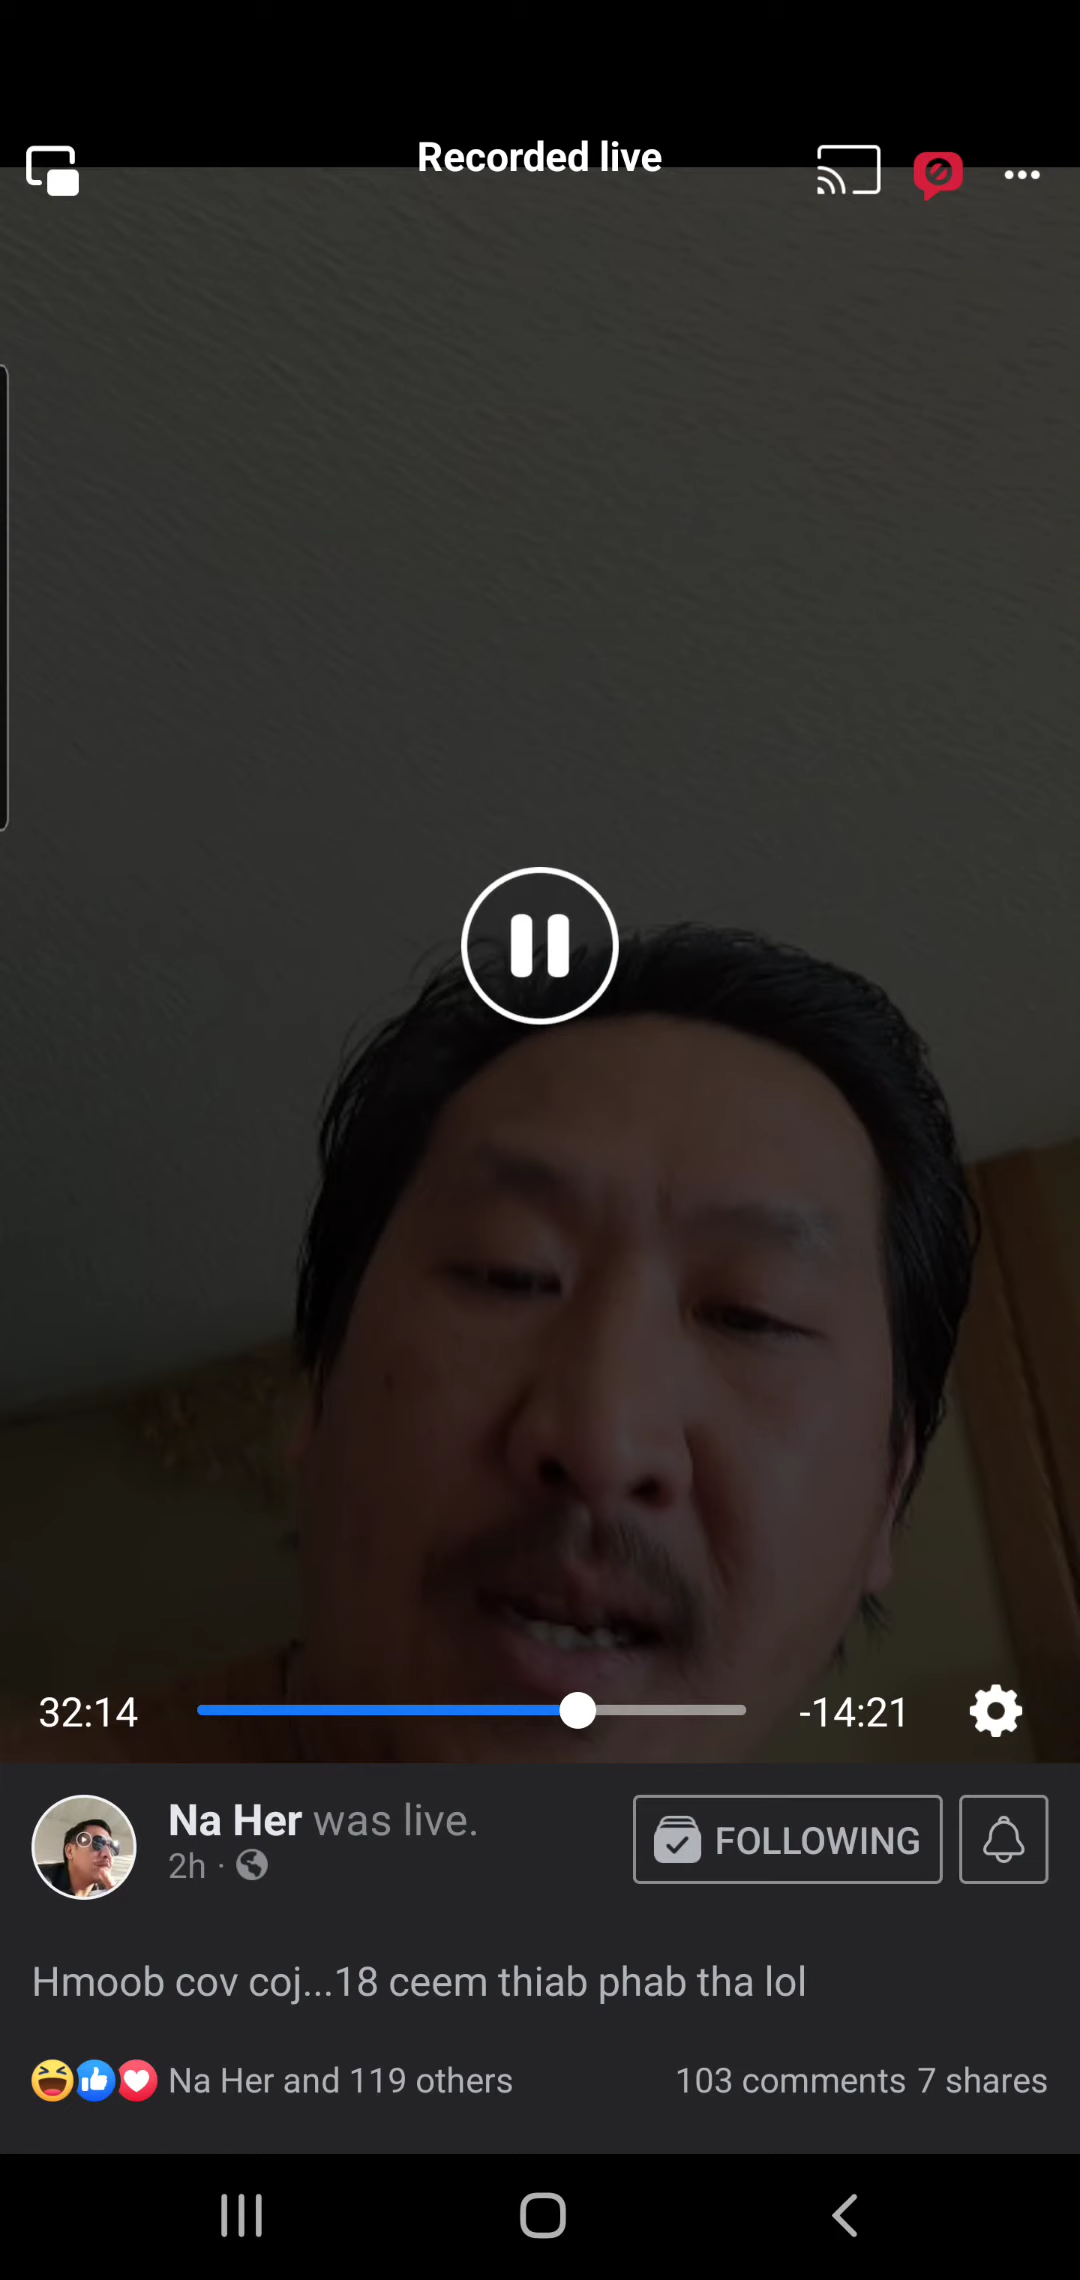 Recorded live
32:14
-14:21
Na Her was live.
FOLLOWING
2h ·
Hmoob cov coj...18 ceem thiab phab tha lol
Na Her and 119 others
103 comments 7 shares